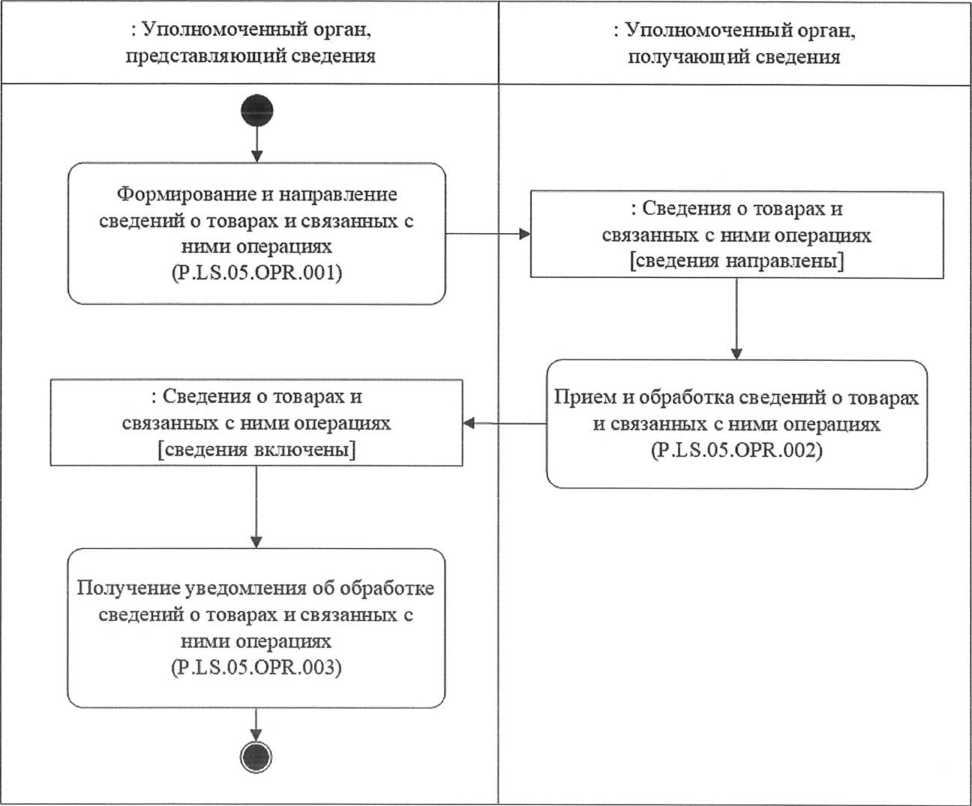 : Уполномоченный орган,
представляющий сведения
: Уполномоченный орган,
получающий сведения
Формирование и направление
сведений о товарах и связанных с
ними операциях
(P.LS.05.OPR.001)
: Сведения о товарах и
связанных с ними операциях
[сведения направлены]
Прием и обработка сведений о товарах
и связанных с ними операциях
(P.LS.05.OPR.002)
: Сведения о товарах и
связанных с ними операциях
[сведения включены]
Получение уведомления об обработке
сведений о товарах и связанных с
ними операциях
(P.LS.05.OPR.003)